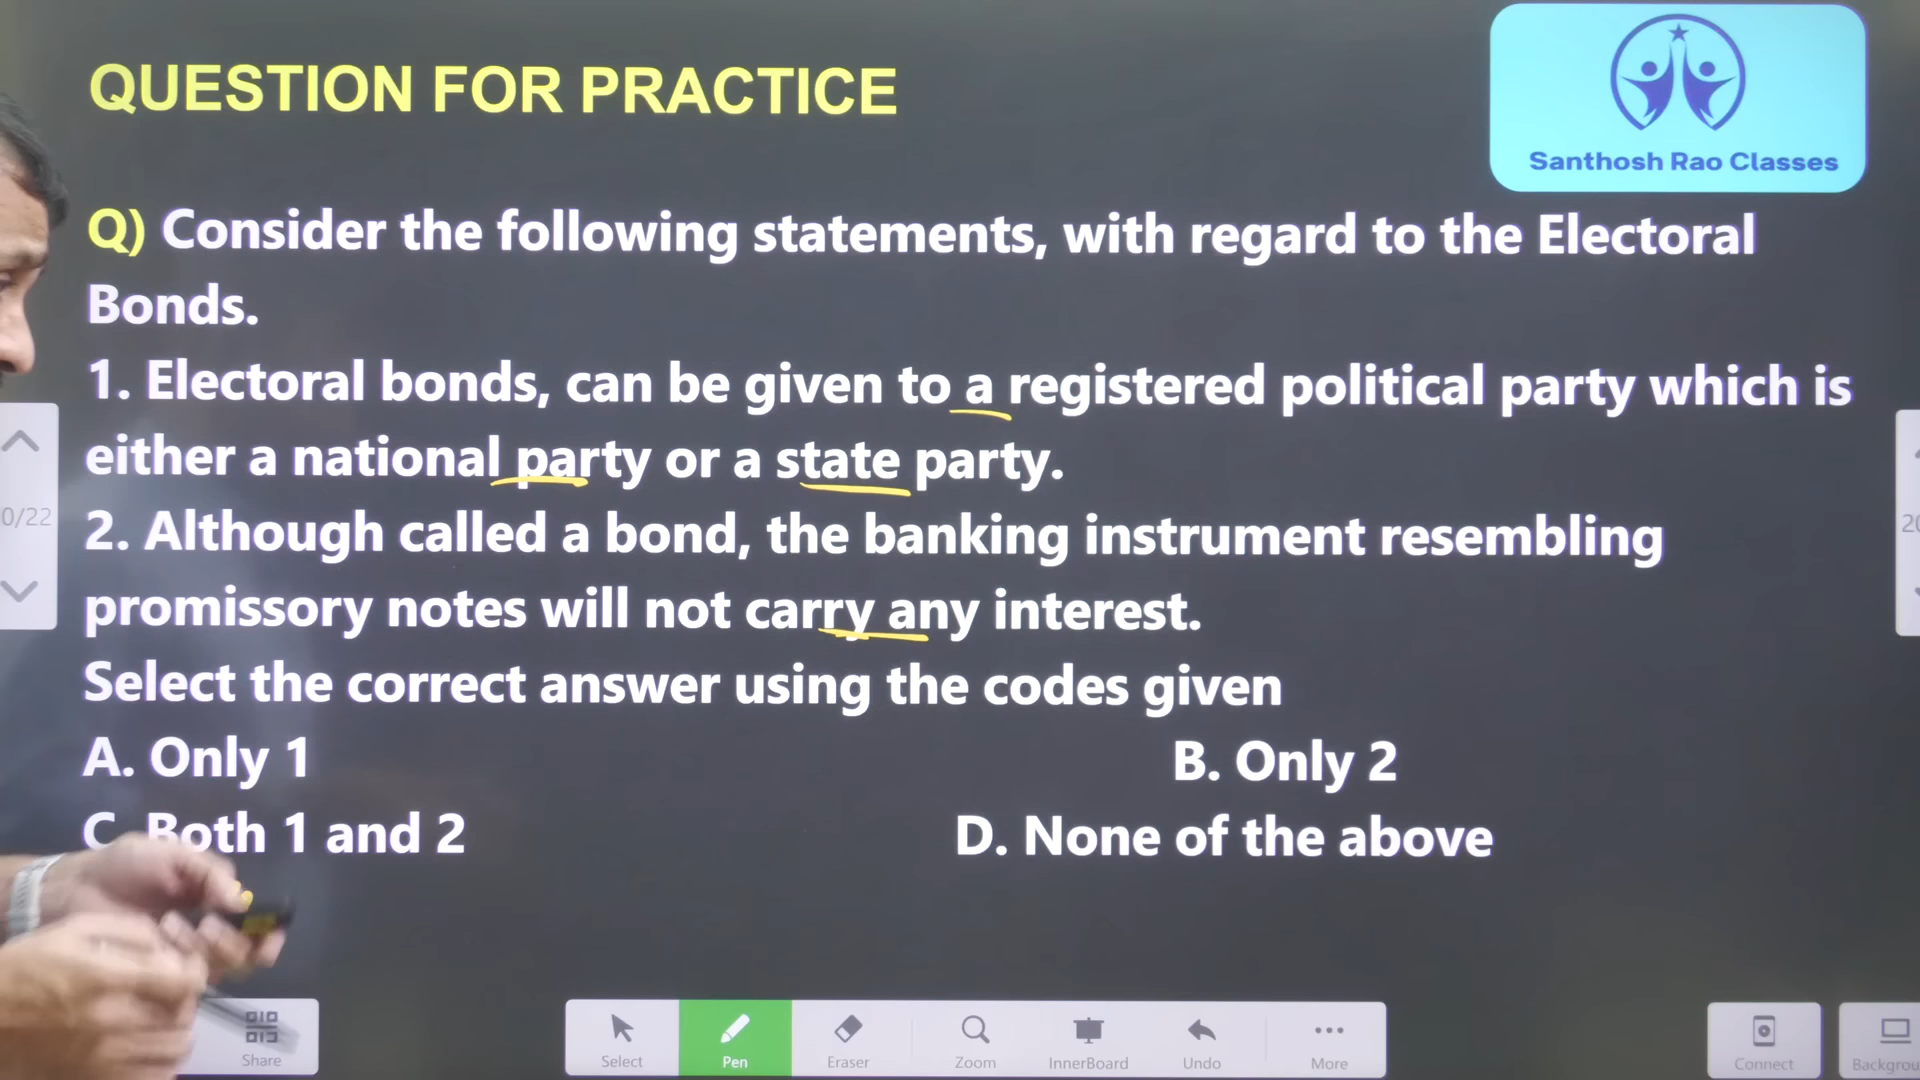 QUESTION FOR PRACTICE
Santhosh Rao Classes
Q) Consider the following statements, with regard to the Electoral
Bonds.
1. Electoral bonds, can be given to a registered political party which is
either a national party or a state party.
2. Although called a bond, the banking instrument resembling
promissory notes will not carry any interest.
Select the correct answer using the codes given
A. Only 1 B. Only 2
C. Both 1 and 2 D. None of the above
0/22
Share Select Pen Eraser Zoom InnerBoard Undo More Connect